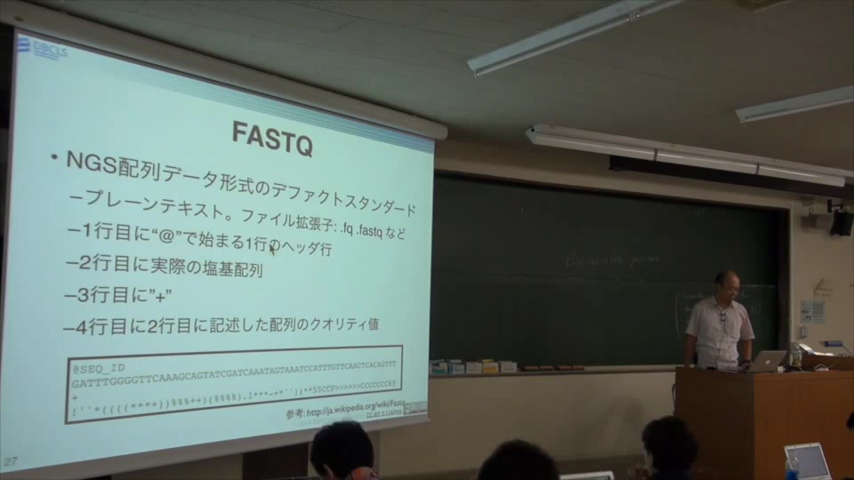 DBCLS
FASTQ
• NGS配列データ形式のデファクトスタンダード
−プレーンテキスト。ファイル拡張子: .fq .fastq など
−1行目に“@”で始まる1行のヘッダ行
−2行目に実際の塩基配列
−3行目に”+”
−4行目に2行目に記述した配列のクオリティ値
@SEQ_ID
GATTTGGGGTTCAAAGCAGTATCGATCAAATAGTAAATCCATTTGTTCAACTCACAGTTT
+
!''*((((***+))%%%++)(%%%%).1***-+*''))**55CCF>>>>>>CCCCCCC65
参考: http://ja.wikipedia.org/wiki/Fastq
27